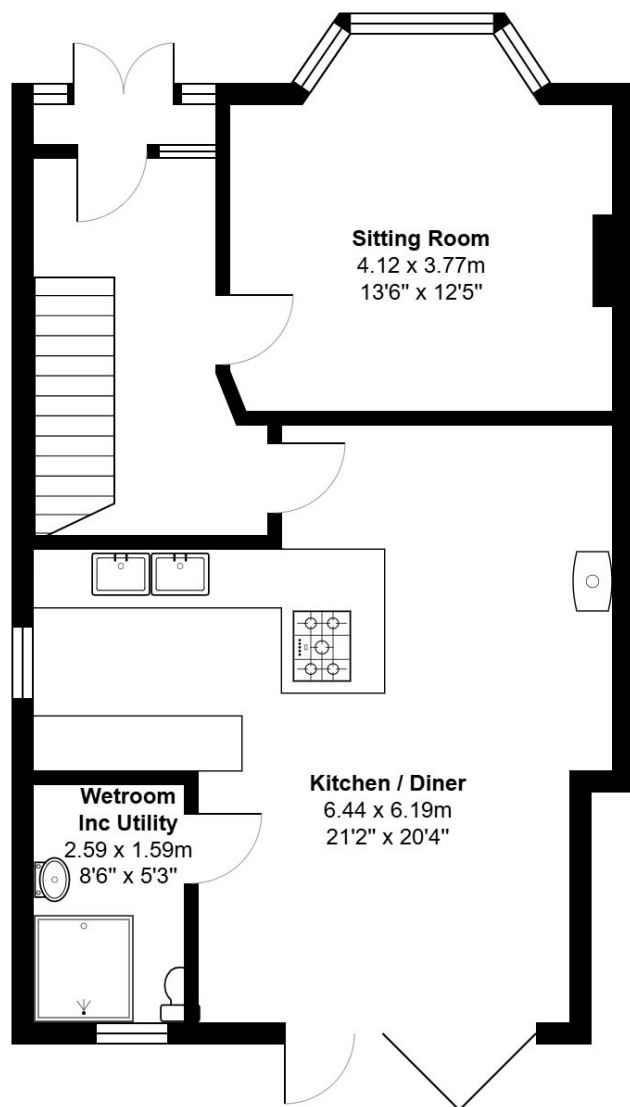 Sitting Room
4.12 x 3.77m
13'6" x 12'5"
Kitchen / Diner
6.44 x 6.19m
21'2" x 20'4"
Wetroom
Inc Utility
2.59 x 1.59m
8'6" x 5'3"